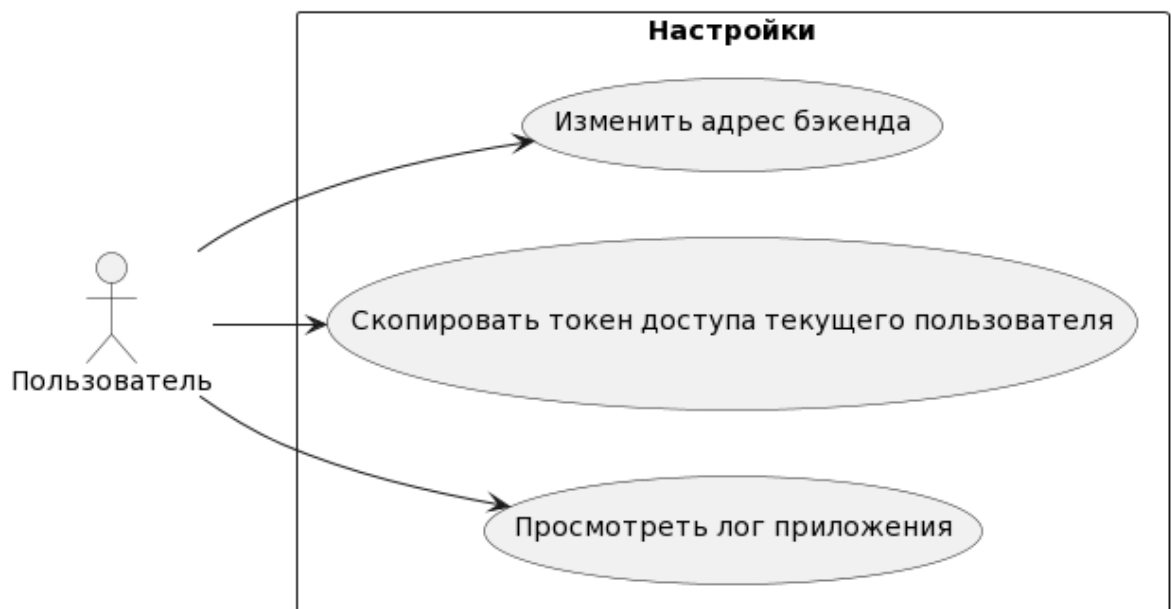 Настройки
Изменить адрес бэкенда
Скопировать токен доступа текущего пользователя
Пользователь
Просмотреть лог приложения